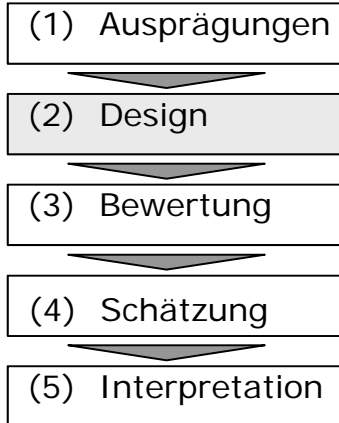 (1) Ausprägungen
(2) Design
(3) Bewertung
(4) Schätzung
(5) Interpretation